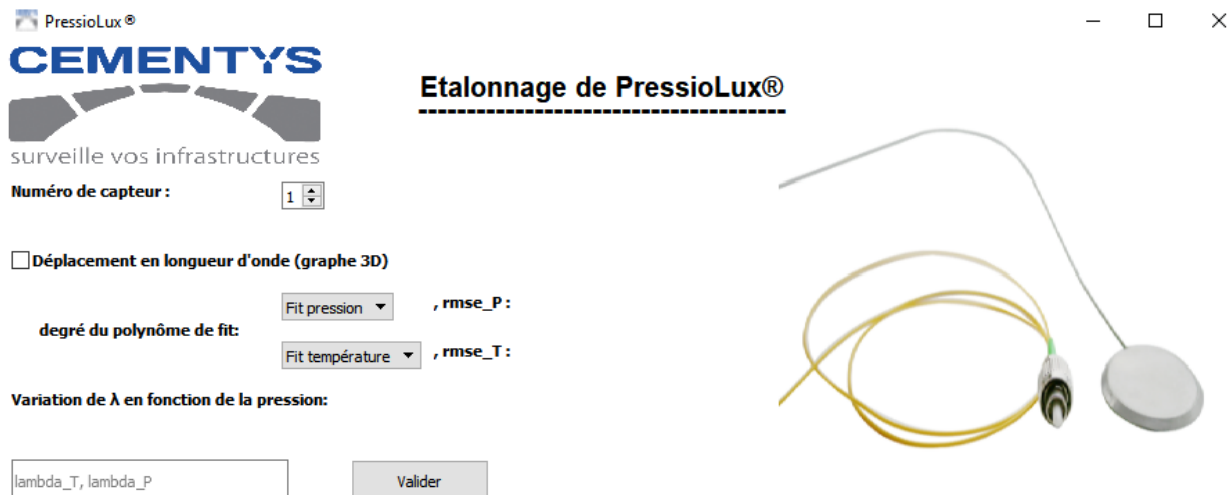 PressioLux ®
CEMENTYS
surveille vos infrastructures
Etalonnage de PressioLux®
---------------------------------------
Numéro de capteur :
1
Déplacement en longueur d'onde (graphe 3D)
degré du polynôme de fit:
Fit pression
, rmse_P :
Fit température
, rmse_T :
Variation de λ en fonction de la pression:
lambda_T, lambda_P
Valider